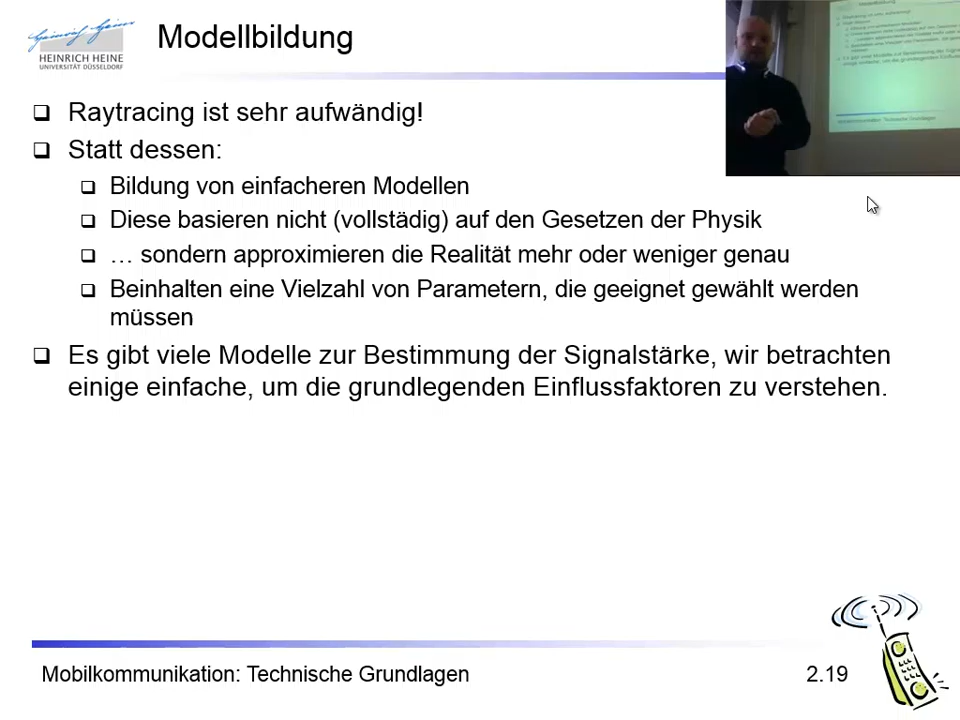 Modellbildung
Heinrich Heine
HEINRICH HEINE
UNIVERSITÄT DÜSSELDORF
Raytracing ist sehr aufwändig!
Statt dessen:
Bildung von einfacheren Modellen
Diese basieren nicht (vollstädig) auf den Gesetzen der Physik
… sondern approximieren die Realität mehr oder weniger genau
Beinhalten eine Vielzahl von Parametern, die geeignet gewählt werden
müssen
Es gibt viele Modelle zur Bestimmung der Signalstärke, wir betrachten
einige einfache, um die grundlegenden Einflussfaktoren zu verstehen.
Mobilkommunikation: Technische Grundlagen
2.19